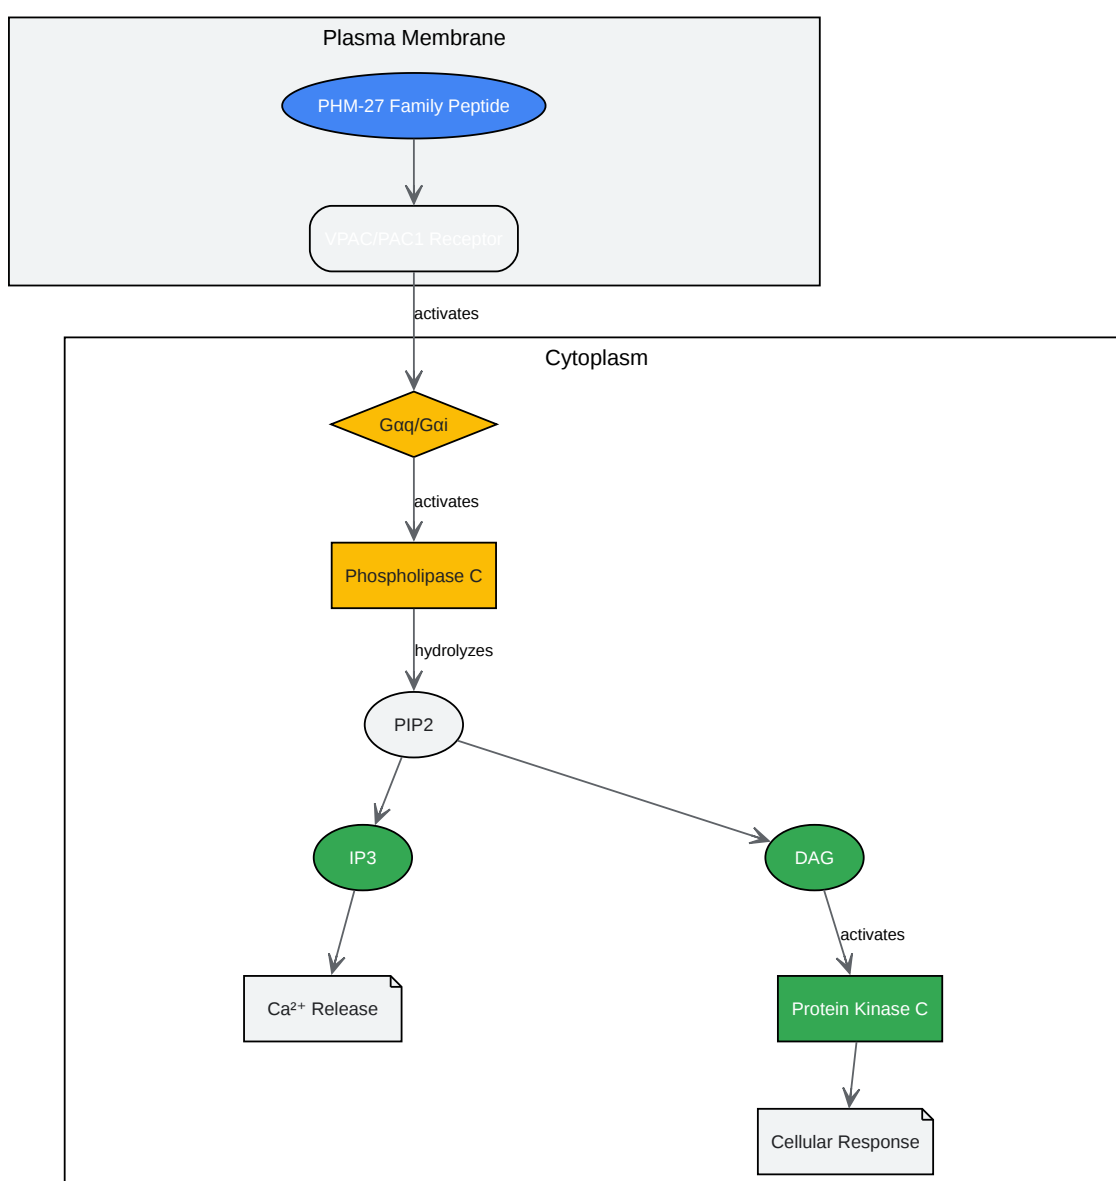 Plasma Membrane
PHM-27 Family Peptide
VPAC/PAC1 Receptor
activates
Cytoplasm
Gαq/Gαi
activates
Phospholipase C
hydrolyzes
PIP2
IP3
DAG
activates
Ca²⁺ Release
Protein Kinase C
Cellular Response